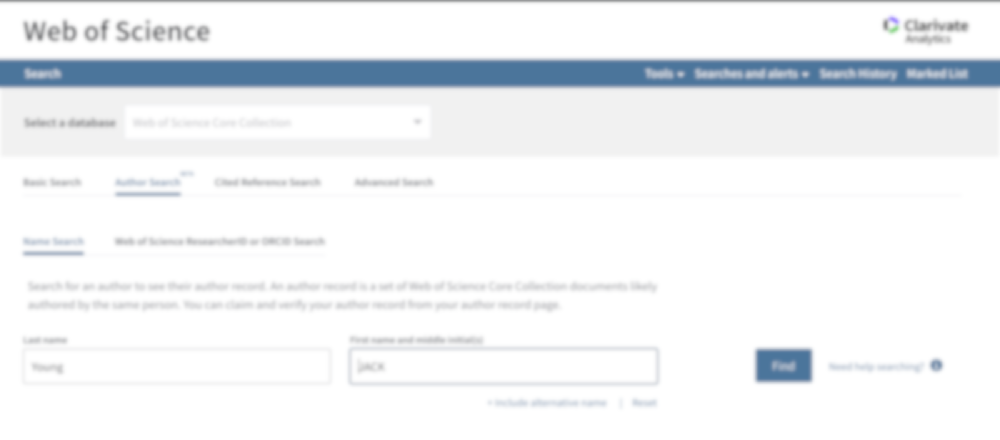 Web of Science
Clarivate
Analytics
Search
Tools
Searches and alerts
Search History
Marked List
Select a database
Web of Science Core Collection
Basic Search
Author Search
BETA
Cited Reference Search
Advanced Search
Name Search
Web of Science ResearcherID or ORCID Search
Search for an author to see their author record. An author record is a set of Web of Science Core Collection documents likely
authored by the same person. You can claim and verify your author record from your author record page.
Last name
First name and middle initial(s)
Young
JACK
Find
Need help searching?
+ Include alternative name | Reset